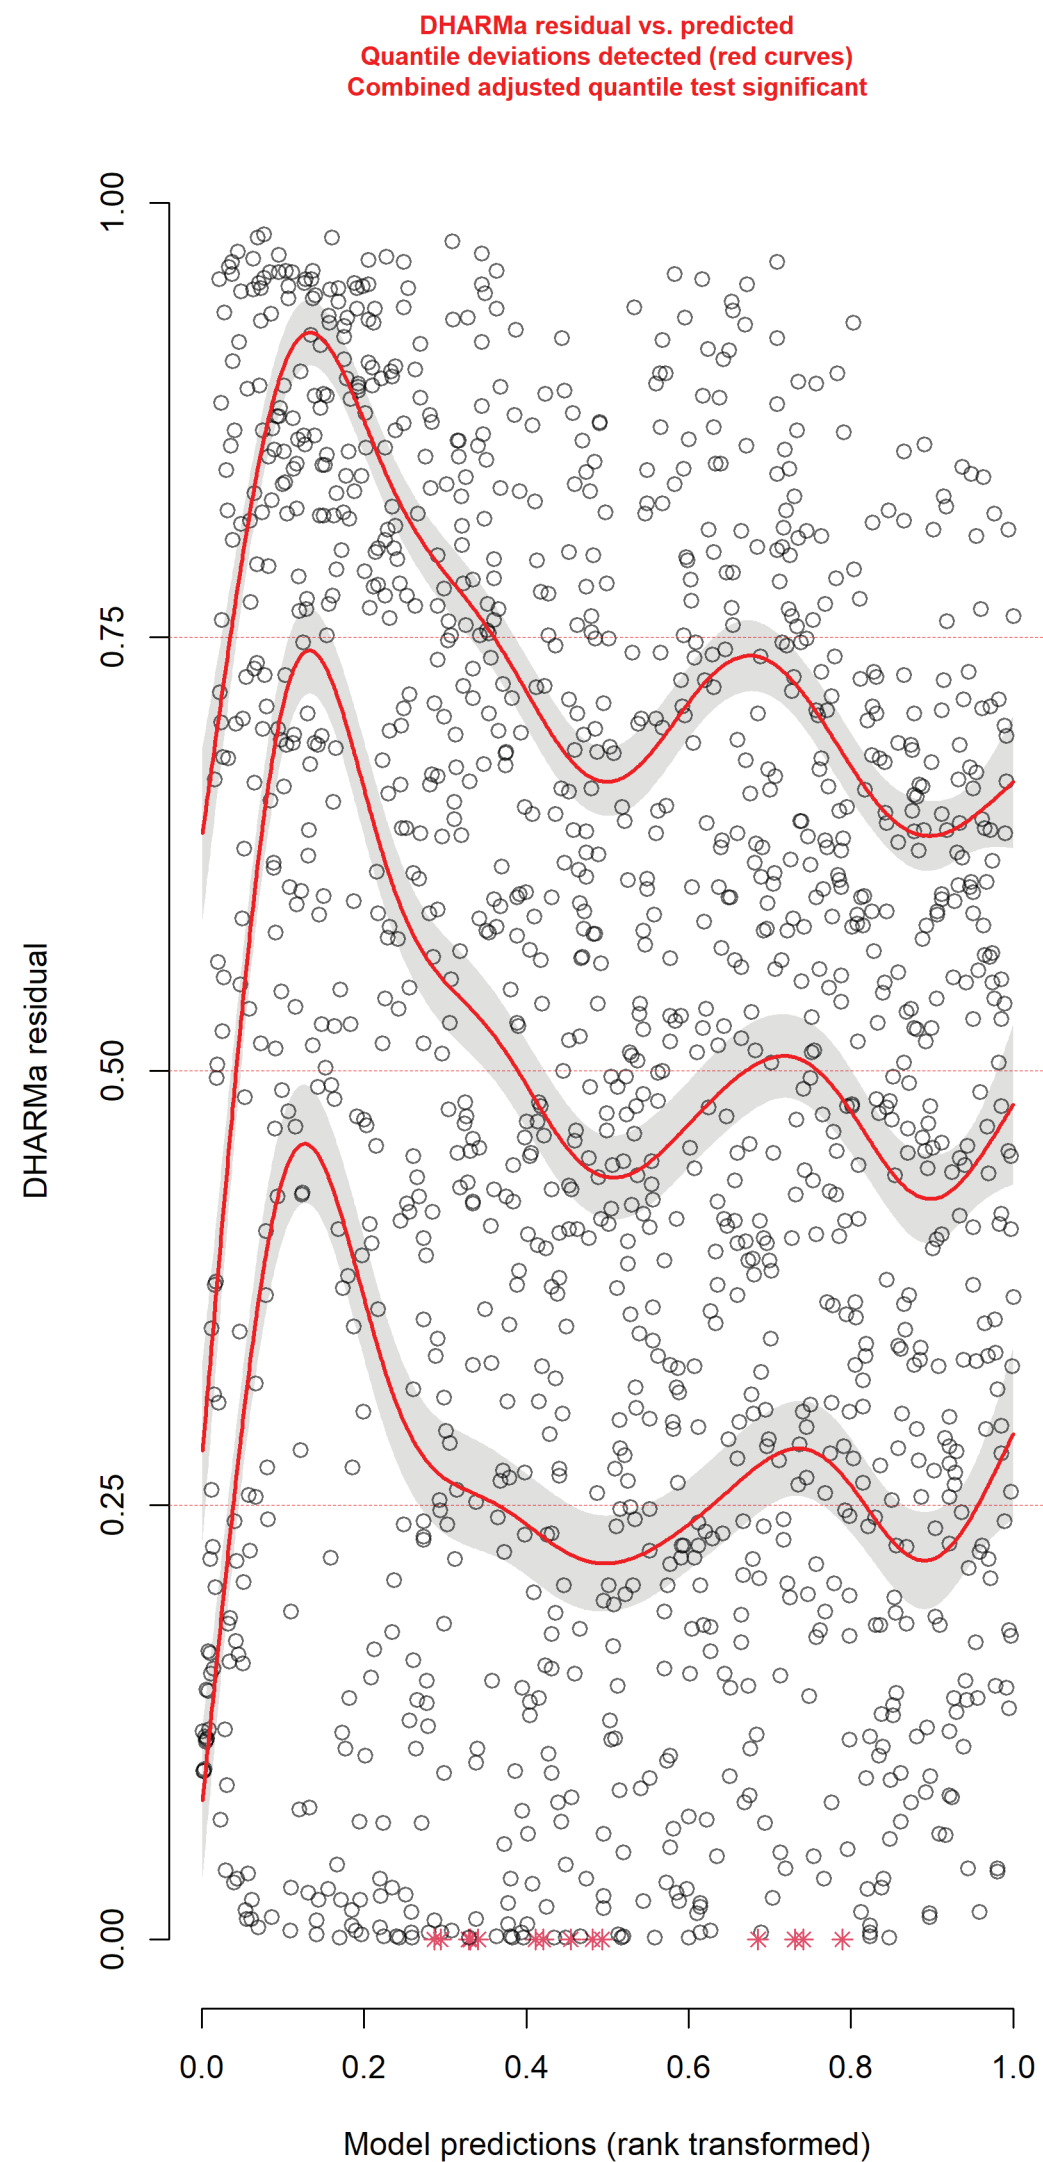 DHARMa residual vs. predicted
Quantile deviations detected (red curves)
Combined adjusted quantile test significant
1.00
0.75
0.50
0.25
0.00
DHARMa residual
0.0 0.2 0.4 0.6 0.8 1.0
Model predictions (rank transformed)